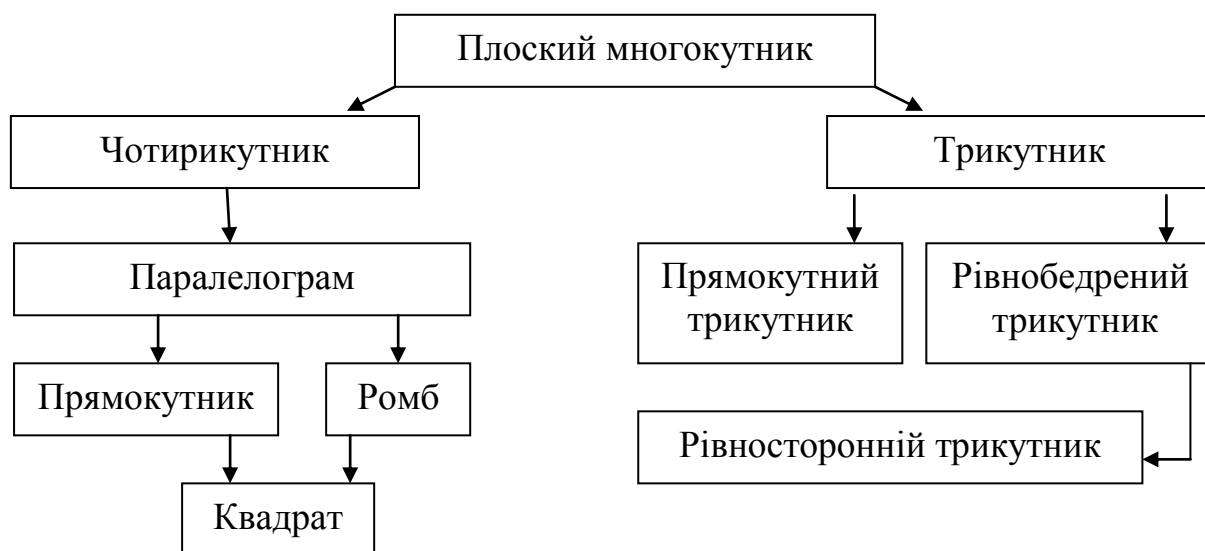 Плоский многокутник
Чотирикутник
Трикутник
Паралелограм
Прямокутний
трикутник
Рівнобедрений
трикутник
Прямокутник
Ромб
Рівносторонній трикутник
Квадрат